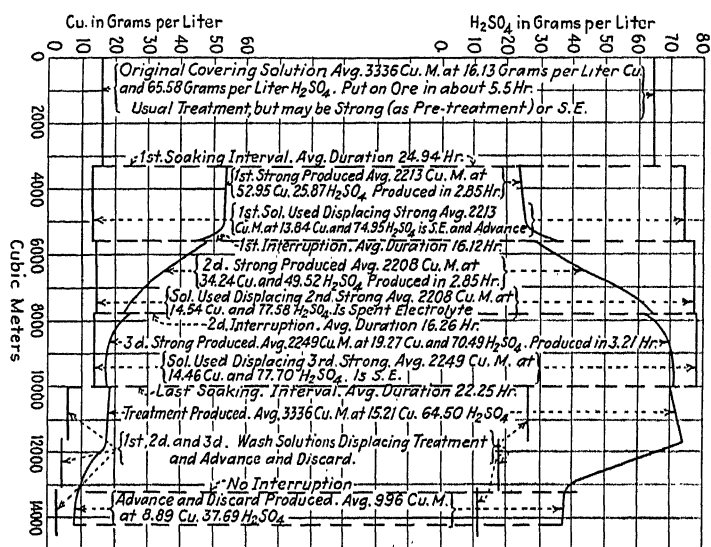 Cu. in Grams per Liter
H₂SO₄ in Grams per Liter
0 10 20 30 40 50 60 0 10 20 30 40 50 60 70 80
Original Covering Solution Avg. 3336 Cu. M. at 16.13 Grams per Liter Cu.
and 65.58 Grams per Liter H₂SO₄. Put on Ore in about 5.5 Hr.
Usual Treatment, but may be Strong (as Pre-treatment) or S.E.
1st. Soaking Interval. Avg. Duration 24.94 Hr.
1st. Strong Produced Avg. 2213 Cu. M. at
52.95 Cu. 25.87 H₂SO₄. Produced in 2.85 Hr.
1st. Sol. Used Displacing Strong Avg. 2213
Cu. M. at 13.84 Cu. and 74.95 H₂SO₄ is S.E. and Advance
1st. Interruption. Avg. Duration 16.12 Hr.
2d. Strong Produced Avg. 2208 Cu. M. at
34.24 Cu. and 49.52 H₂SO₄ Produced in 2.85 Hr.
Sol. Used Displacing 2nd. Strong Avg. 2208 Cu. M. at
14.54 Cu. and 77.58 H₂SO₄ Is Spent Electrolyte
2d. Interruption. Avg. Duration 16.26 Hr.
3d. Strong Produced. Avg. 2249 Cu. M. at 19.27 Cu. and 70.49 H₂SO₄. Produced in 3.21 Hr.
Sol. Used Displacing 3rd. Strong. Avg. 2249 Cu. M. at
14.46 Cu. and 77.70 H₂SO₄. Is S.E.
Last Soaking. Interval. Avg. Duration 22.25 Hr.
Treatment Produced. Avg. 3336 Cu. M. at 15.21 Cu. 64.50 H₂SO₄
1st, 2d. and 3d. Wash Solutions Displacing Treatment
and Advance and Discard.
No Interruption
Advance and Discard Produced. Avg. 996 Cu. M.
at 8.89 Cu. 37.69 H₂SO₄
Cubic Meters
0
2000
4000
6000
8000
10000
12000
14000